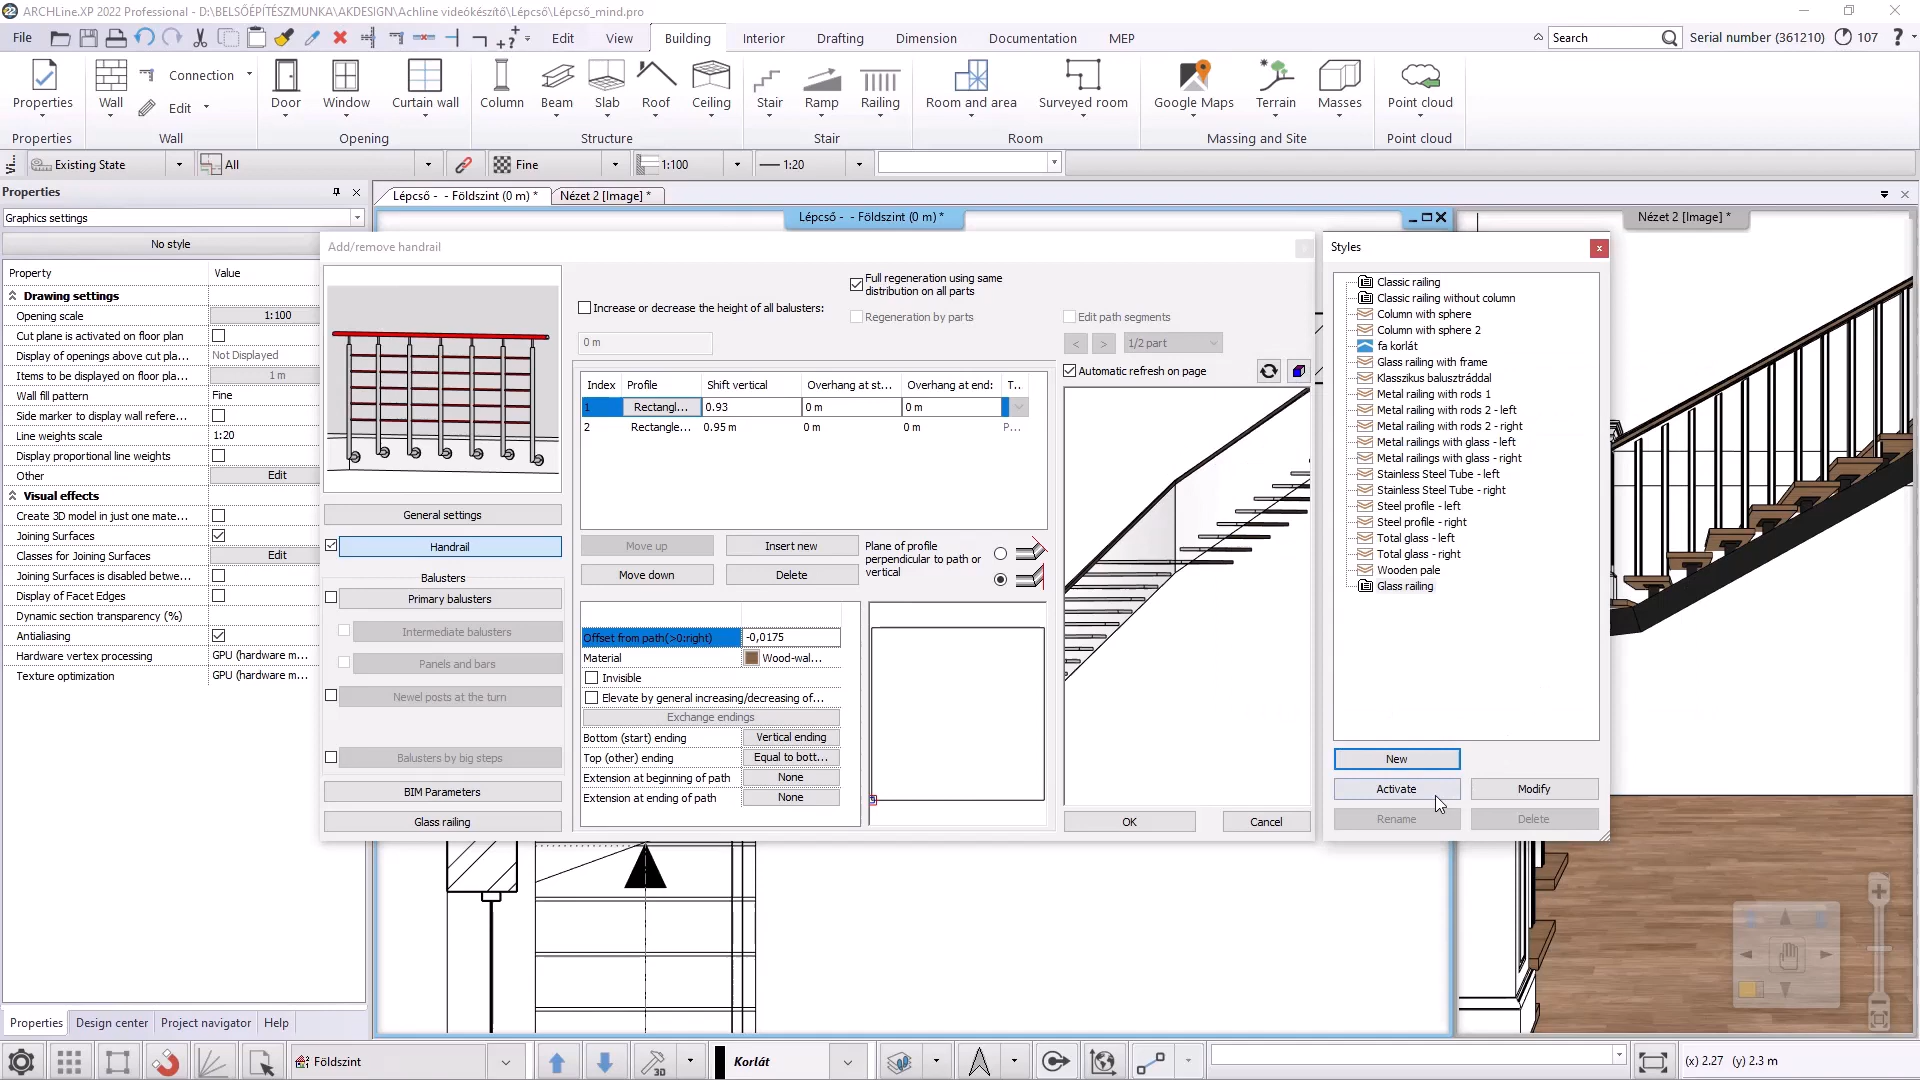 ARCHLine.XP 2022 Professional - D:\BELSŐÉPÍTÉSZMUNKA\AKDESIGN\Achline videókészítő\Lépcső\Lépcső_mind.pro
File
Edit
View
Building
Interior
Drafting
Dimension
Documentation
MEP
Search
Serial number (361210)
107
?
Properties
Wall
Connection
Edit
Door
Window
Curtain wall
Column
Beam
Slab
Roof
Ceiling
Stair
Ramp
Railing
Room and area
Surveyed room
Google Maps
Terrain
Masses
Point cloud
Properties
Wall
Opening
Structure
Stair
Room
Massing and Site
Point cloud
Existing State
All
Fine
1:100
1:20
Properties
Lépcső - - Földszint (0 m) *
Nézet 2 [Image] *
Graphics settings
Lépcső - - Földszint (0 m) *
Nézet 2 [Image] *
No style
Property
Value
Drawing settings
Opening scale
1:100
Cut plane is activated on floor plan
Display of openings above cut pla...
Not Displayed
Items to be displayed on floor pla...
1 m
Wall fill pattern
Fine
Side marker to display wall refere...
Line weights scale
1:20
Display proportional line weights
Other
Edit
Visual effects
Create 3D model in just one mate...
Joining Surfaces
Classes for Joining Surfaces
Edit
Joining Surfaces is disabled betwe...
Display of Facet Edges
Dynamic section transparency (%)
Antialiasing
Hardware vertex processing
GPU (hardware m...
Texture optimization
GPU (hardware m...
Add/remove handrail
General settings
Handrail
Balusters
Primary balusters
Intermediate balusters
Panels and bars
Newel posts at the turn
Balusters by big steps
BIM Parameters
Glass railing
Increase or decrease the height of all balusters:
0 m
Full regeneration using same
distribution on all parts
Regeneration by parts
Edit path segments
<
>
1/2 part
Automatic refresh on page
Index
Profile
Shift vertical
Overhang at st...
Overhang at end:
T..
1
Rectangl...
0.93
0 m
0 m
2
Rectangle...
0.95 m
0 m
0 m
P...
Move up
Insert new
Move down
Delete
Plane of profile
perpendicular to path or
vertical
Offset from path(>0:right)
-0,0175
Material
Wood-wal...
Invisible
Elevate by general increasing/decreasing of...
Exchange endings
Bottom (start) ending
Vertical ending
Top (other) ending
Equal to bott...
Extension at beginning of path
None
Extension at ending of path
None
OK
Cancel
Styles
Classic railing
Classic railing without column
Column with sphere
Column with sphere 2
fa korlát
Glass railing with frame
Klasszikus balusztráddal
Metal railing with rods 1
Metal railing with rods 2 - left
Metal railing with rods 2 - right
Metal railings with glass - left
Metal railings with glass - right
Stainless Steel Tube - left
Stainless Steel Tube - right
Steel profile - left
Steel profile - right
Total glass - left
Total glass - right
Wooden pale
Glass railing
New
Activate
Modify
Rename
Delete
Properties
Design center
Project navigator
Help
Földszint
3D
Korlát
(x) 2.27 (y) 2.3 m